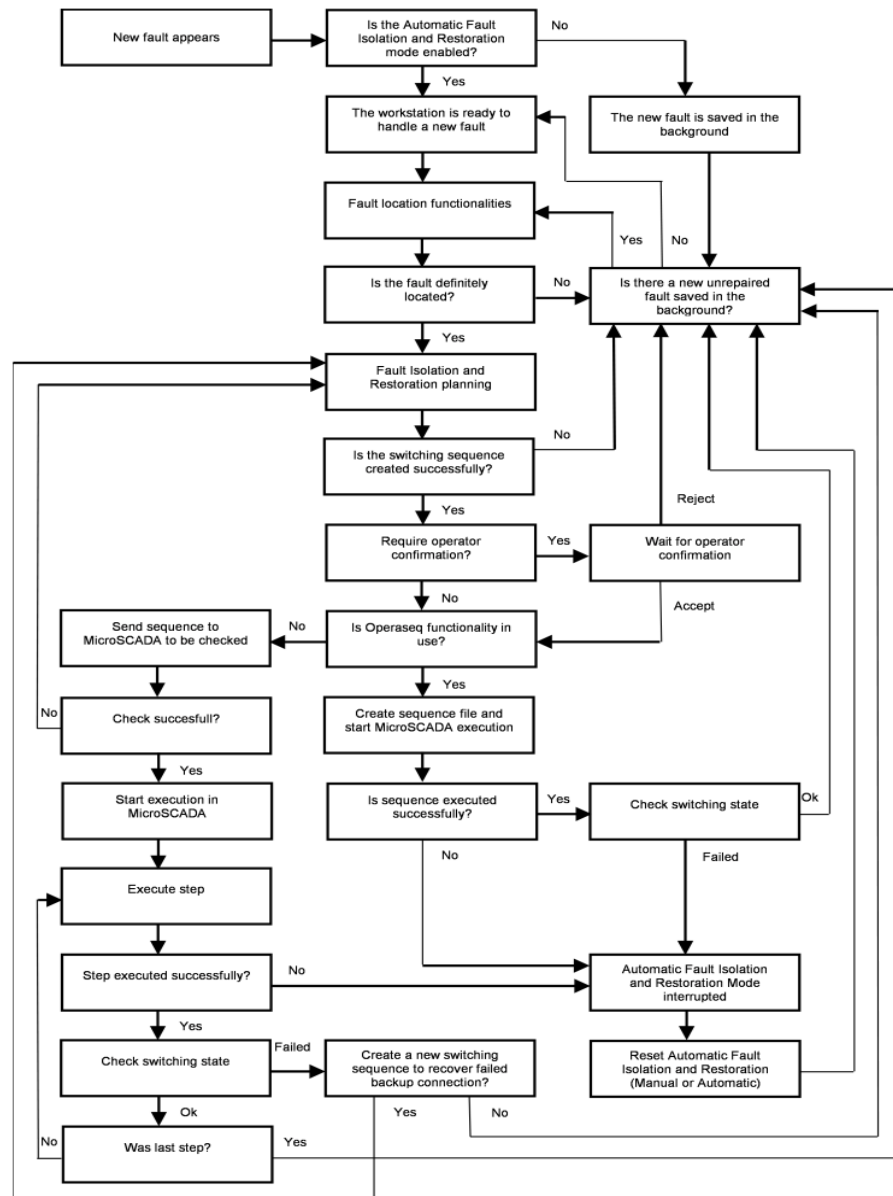 New fault appears
Is the Automatic Fault
Isolation and Restoration
mode enabled?
No
Yes
The workstation is ready to
handle a new fault
The new fault is saved in the
background
Fault location functionalities
Yes
No
Is the fault definitely
located?
No
Is there a new unrepaired
fault saved in the
background?
Yes
Fault Isolation and
Restoration planning
No
Is the switching sequence
created successfully?
Yes
Reject
Require operator
confirmation?
Yes
Wait for operator
confirmation
No
Accept
Send sequence to
MicroSCADA to be checked
No
Is Operaseq functionality in
use?
Yes
No
Check succesfull?
Create sequence file and
start MicroSCADA execution
Yes
Start execution in
MicroSCADA
Is sequence executed
successfully?
Yes
Check switching state
Ok
No
Failed
Execute step
Step executed successfully?
No
Automatic Fault Isolation
and Restoration Mode
interrupted
Yes
Check switching state
Failed
Create a new switching
sequence to recover failed
backup connection?
Reset Automatic Fault
Isolation and Restoration
(Manual or Automatic)
Ok
Yes
No
No
Was last step?
Yes